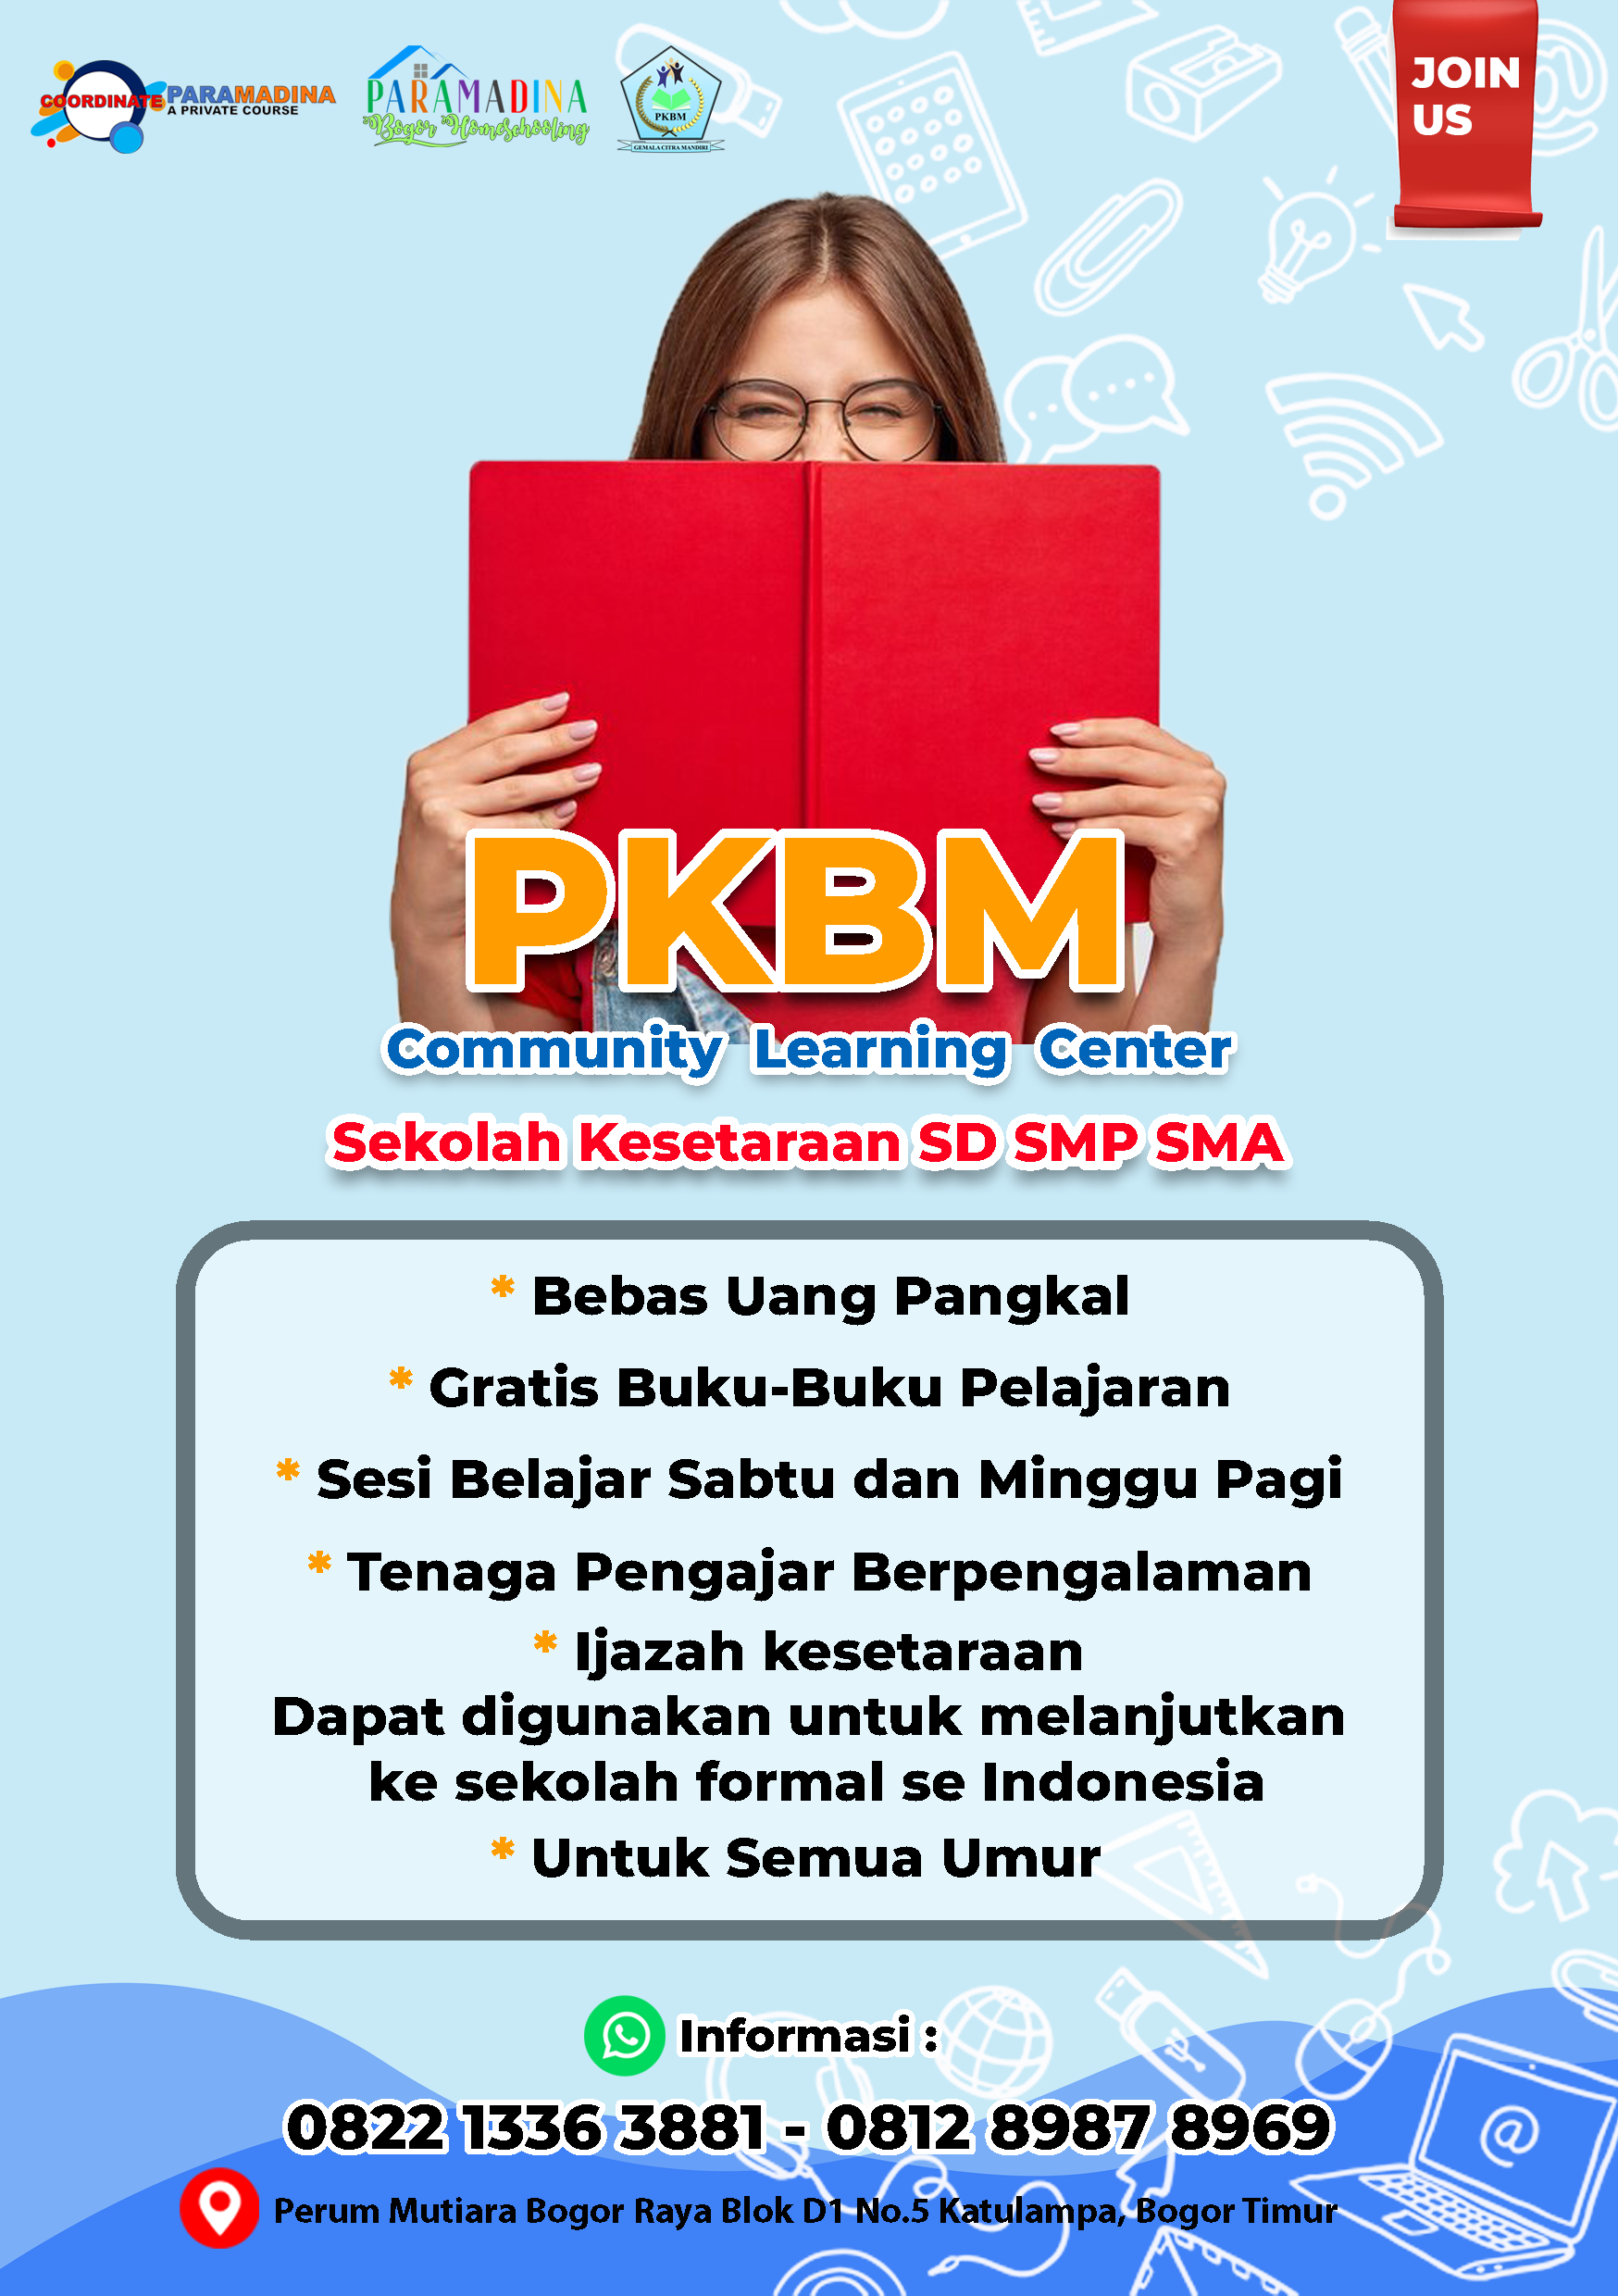 COORDINATE PARAMADINA
A PRIVATE COURSE
PARAMADINA
Bogor Homeschooling
PKBM
GEMALA CITRA MANDIRI
JOIN
US
PKBM
Community Learning Center
Sekolah Kesetaraan SD SMP SMA
* Bebas Uang Pangkal
* Gratis Buku-Buku Pelajaran
* Sesi Belajar Sabtu dan Minggu Pagi
* Tenaga Pengajar Berpengalaman
* Ijazah kesetaraan
Dapat digunakan untuk melanjutkan
ke sekolah formal se Indonesia
* Untuk Semua Umur
Informasi :
0822 1336 3881 - 0812 8987 8969
Perum Mutiara Bogor Raya Blok D1 No.5 Katulampa, Bogor Timur